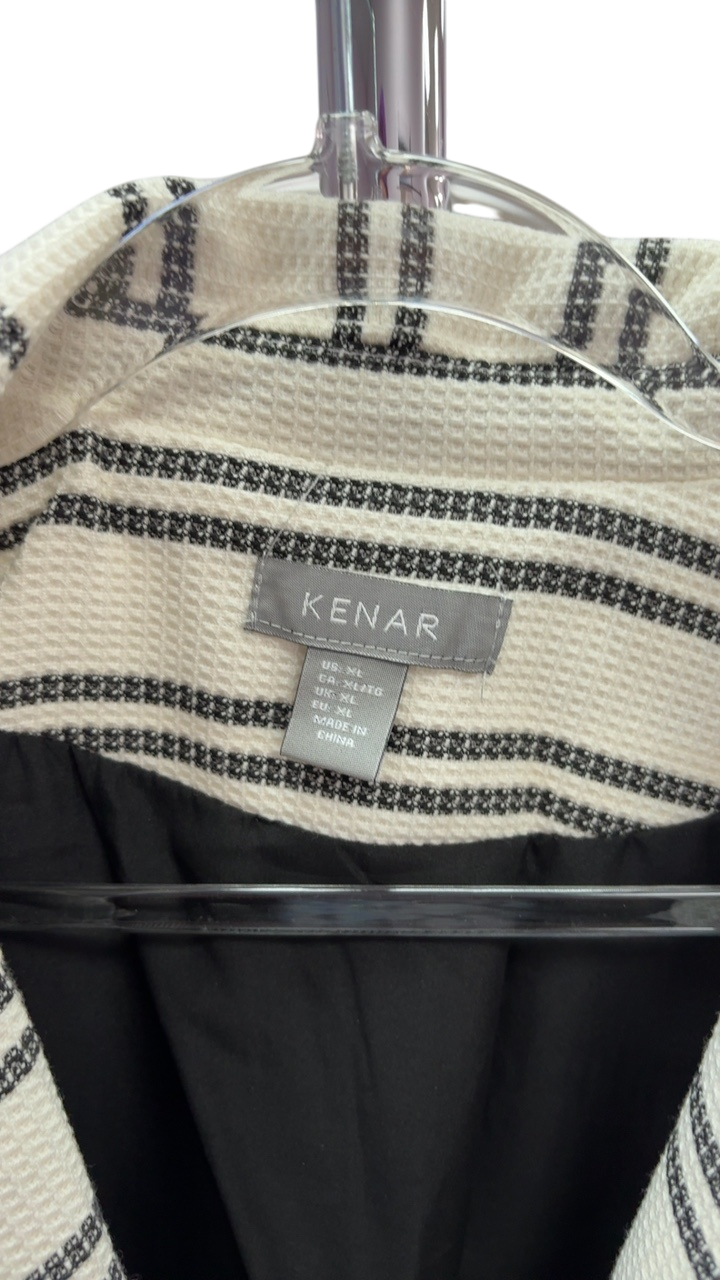 KENAR
US: XL
CA: XL/TG
UK: XL
EU: XL
MADE IN
CHINA